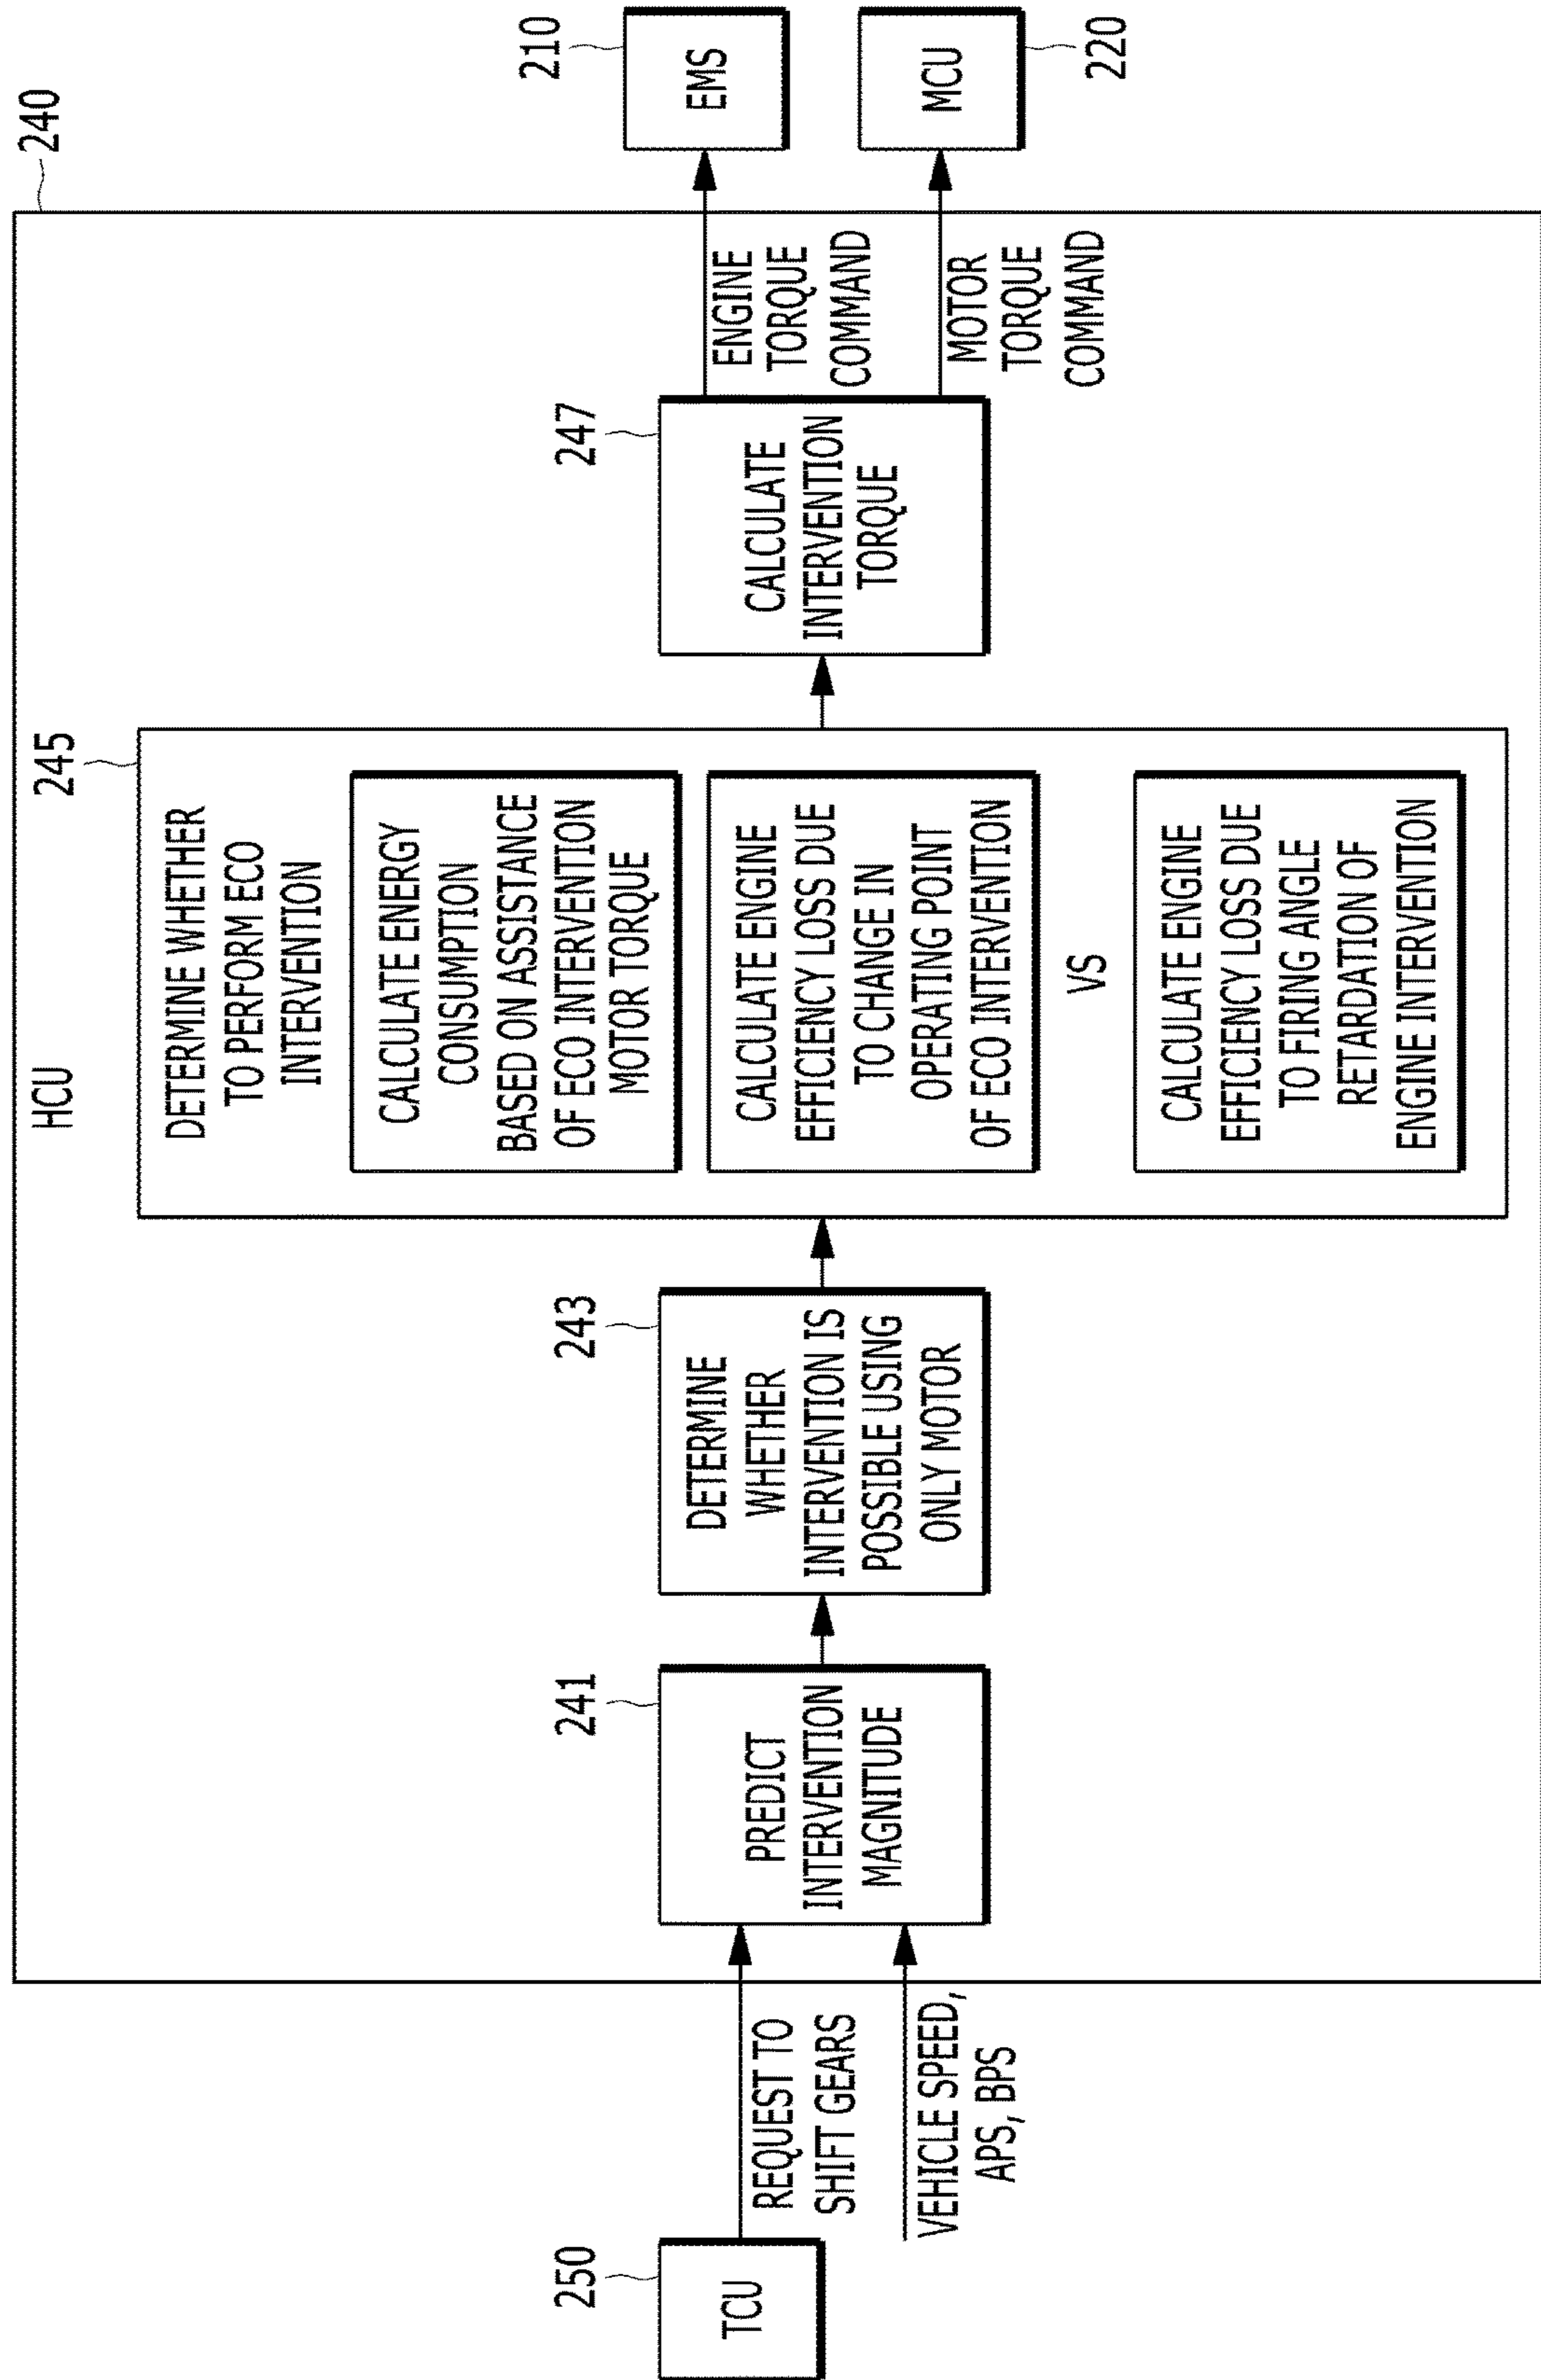 240
HCU
250
TCU
REQUEST TO
SHIFT GEARS
VEHICLE SPEED,
APS, BPS
241
PREDICT
INTERVENTION
MAGNITUDE
243
DETERMINE
WHETHER
INTERVENTION IS
POSSIBLE USING
ONLY MOTOR
245
DETERMINE WHETHER
TO PERFORM ECO
INTERVENTION
CALCULATE ENERGY
CONSUMPTION
BASED ON ASSISTANCE
OF ECO INTERVENTION
MOTOR TORQUE
CALCULATE ENGINE
EFFICIENCY LOSS DUE
TO CHANGE IN
OPERATING POINT
OF ECO INTERVENTION
VS
CALCULATE ENGINE
EFFICIENCY LOSS DUE
TO FIRING ANGLE
RETARDATION OF
ENGINE INTERVENTION
247
CALCULATE
INTERVENTION
TORQUE
ENGINE
TORQUE
COMMAND
MOTOR
TORQUE
COMMAND
210
EMS
MCU
220